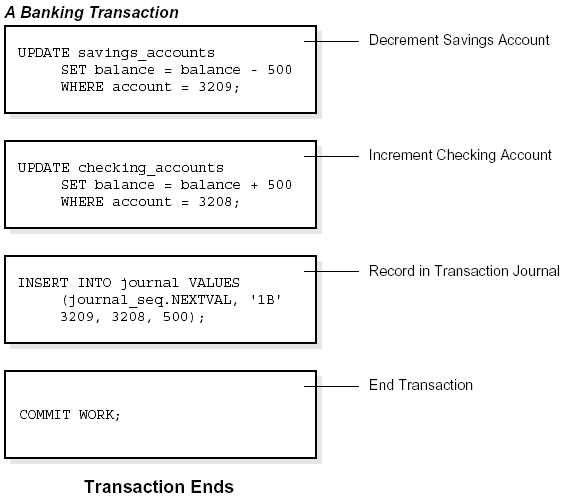 A Banking Transaction
UPDATE savings_accounts
SET balance = balance - 500
WHERE account = 3209;
Decrement Savings Account
UPDATE checking_accounts
SET balance = balance + 500
WHERE account = 3208;
Increment Checking Account
INSERT INTO journal VALUES
(journal_seq.NEXTVAL, '1B'
3209, 3208, 500);
Record in Transaction Journal
COMMIT WORK;
End Transaction
Transaction Ends